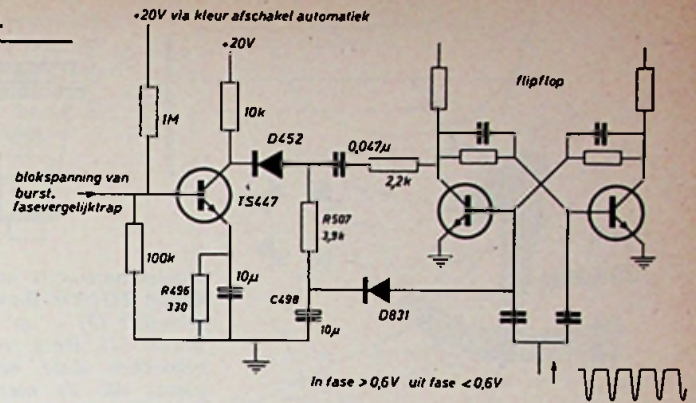 +20V via kleur afschakel automatiek
+20V
flipflop
1M
10k
D452
0,047µ
2,2k
blokspanning van
burst.
fasevergelijktrap
TS447
R507
3,9k
100k
R496
330
10µ
C498
10µ
D831
In fase > 0,6V uit fase < 0,6V